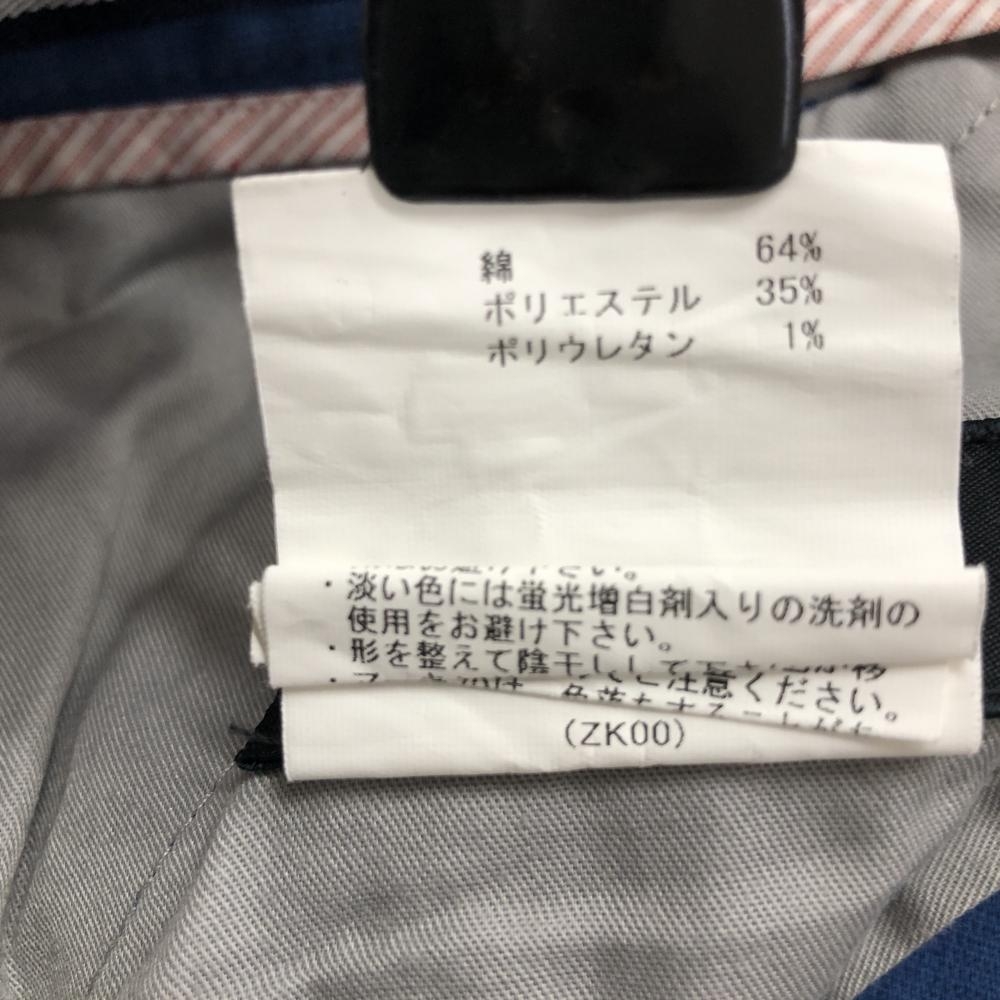 綿 64%
ポリエステル 35%
ポリウレタン 1%
・淡い色には蛍光増白剤入りの洗剤の
使用をお避け下さい。
・形を整えて陰干しして
ご注意ください。
(ZK00)